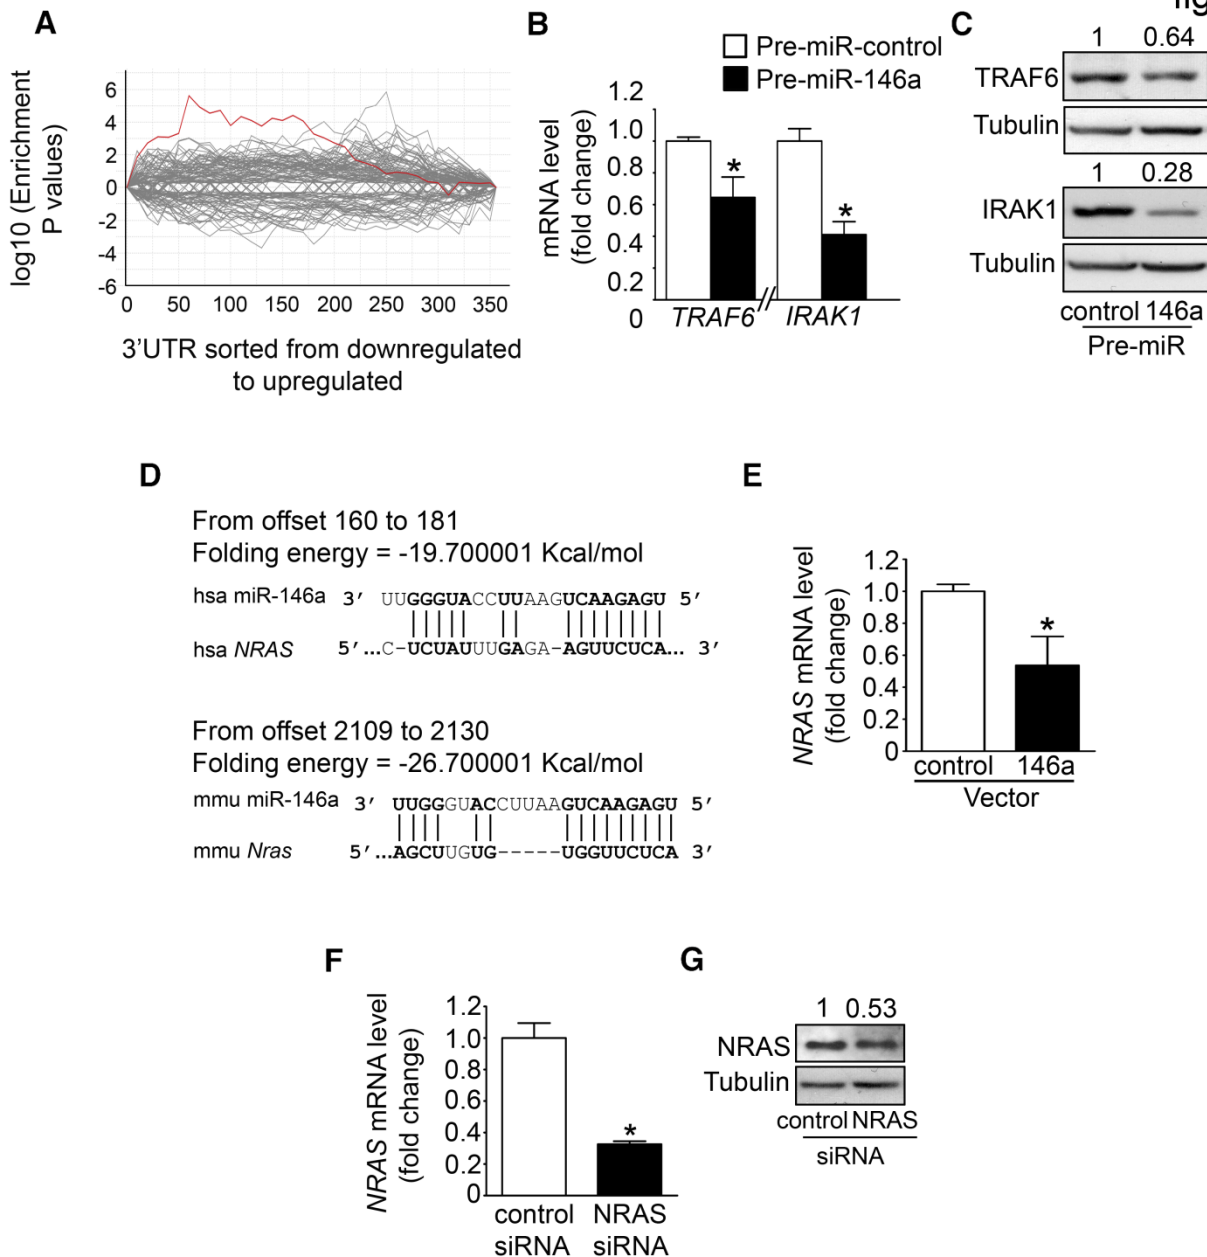 fig
A
log10 (Enrichment
P values)
6
4
2
0
-2
-4
-6
0 50 100 150 200 250 300 350
3'UTR sorted from downregulated
to upregulated
B
Pre-miR-control
Pre-miR-146a
mRNA level
(fold change)
1.2
1.0
0.8
0.6
0.4
0.2
0
* *
TRAF6 IRAK1
C
1 0.64
TRAF6
Tubulin
1 0.28
IRAK1
Tubulin
control 146a
Pre-miR
D
From offset 160 to 181
Folding energy = -19.700001 Kcal/mol
hsa miR-146a 3' UUGGGUACCUUAAGUCAAGAGU 5'
hsa NRAS 5'...C-UCUAUUUGAGA-AGUUCUCA... 3'
From offset 2109 to 2130
Folding energy = -26.700001 Kcal/mol
mmu miR-146a 3' UUGGGUACCUUAAGUCAAGAGU 5'
mmu Nras 5'...AGCUUGUG-----UGGUUCUCA 3'
E
NRAS mRNA level
(fold change)
1.2
1.0
0.8
0.6
0.4
0.2
0
*
control 146a
Vector
F
NRAS mRNA level
(fold change)
1.2
1.0
0.8
0.6
0.4
0.2
0
*
control NRAS
siRNA siRNA
G
1 0.53
NRAS
Tubulin
control NRAS
siRNA